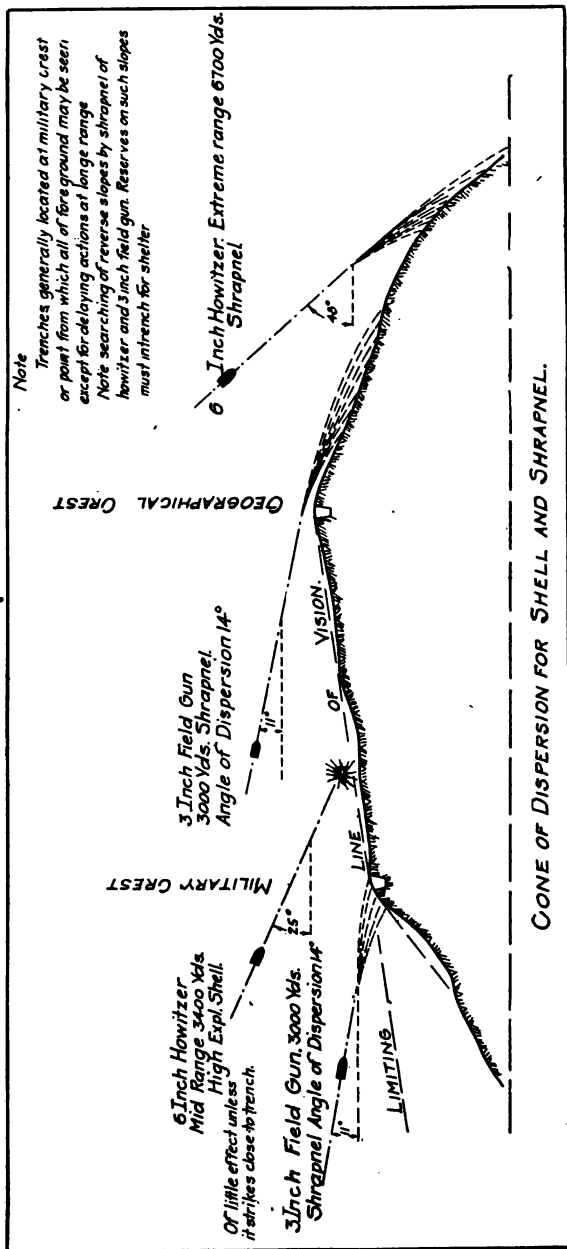 Note
Trenches generally located at military crest
or point from which all of foreground may be seen
except for delaying actions at longe range
Note searching of reverse slopes by shrapnel of
howitzer and 3 inch field gun. Reserves on such slopes
must intrench for shelter
6 Inch Howitzer. Extreme range 6700 Yds.
Shrapnel
40°
GEOGRAPHICAL CREST
3 Inch Field Gun
3000 Yds. Shrapnel.
Angle of Dispersion 14°
11°
MILITARY CREST
6 Inch Howitzer
Mid Range 3400 Yds.
High Expl. Shell.
Of little effect unless
it strikes close to trench.
25°
3 Inch Field Gun. 3000 Yds.
Shrapnel Angle of Dispersion 14°
11°
LIMITING LINE OF VISION.
CONE OF DISPERSION FOR SHELL AND SHRAPNEL.